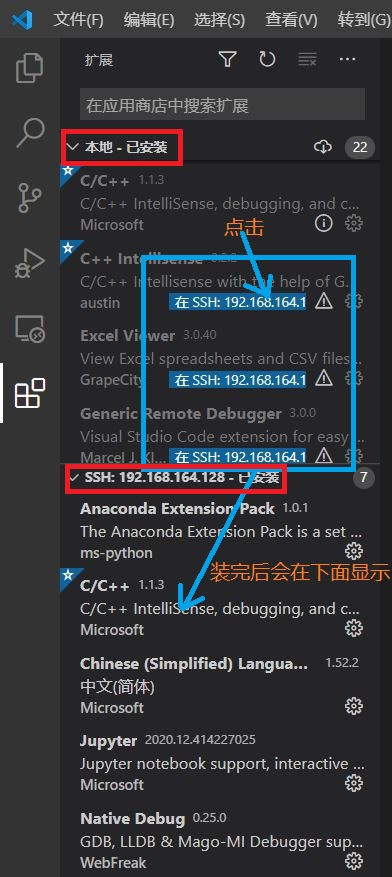 文件(F) 编辑(E) 选择(S) 查看(V) 转到(G)
扩展
在应用商店中搜索扩展
本地 - 已安装 22
C/C++ 1.1.3
C/C++ IntelliSense, debugging, and c...
Microsoft
点击
C++ Intellisense 0.2.2
C/C++ Intellisense with the help of G...
austin 在 SSH: 192.168.164.1
Excel Viewer 3.0.40
View Excel spreadsheets and CSV files...
GrapeCity 在 SSH: 192.168.164.1
Generic Remote Debugger 3.0.0
Visual Studio Code extension for easy ...
Marcel J. Kl... 在 SSH: 192.168.164.1
SSH: 192.168.164.128 - 已安装 7
Anaconda Extension Pack 1.0.1
The Anaconda Extension Pack is a set ...
ms-python
装完后会在下面显示
C/C++ 1.1.3
C/C++ IntelliSense, debugging, and c...
Microsoft
Chinese (Simplified) Langua... 1.52.2
中文(简体)
Microsoft
Jupyter 2020.12.414227025
Jupyter notebook support, interactive ...
Microsoft
Native Debug 0.25.0
GDB, LLDB & Mago-MI Debugger sup...
WebFreak